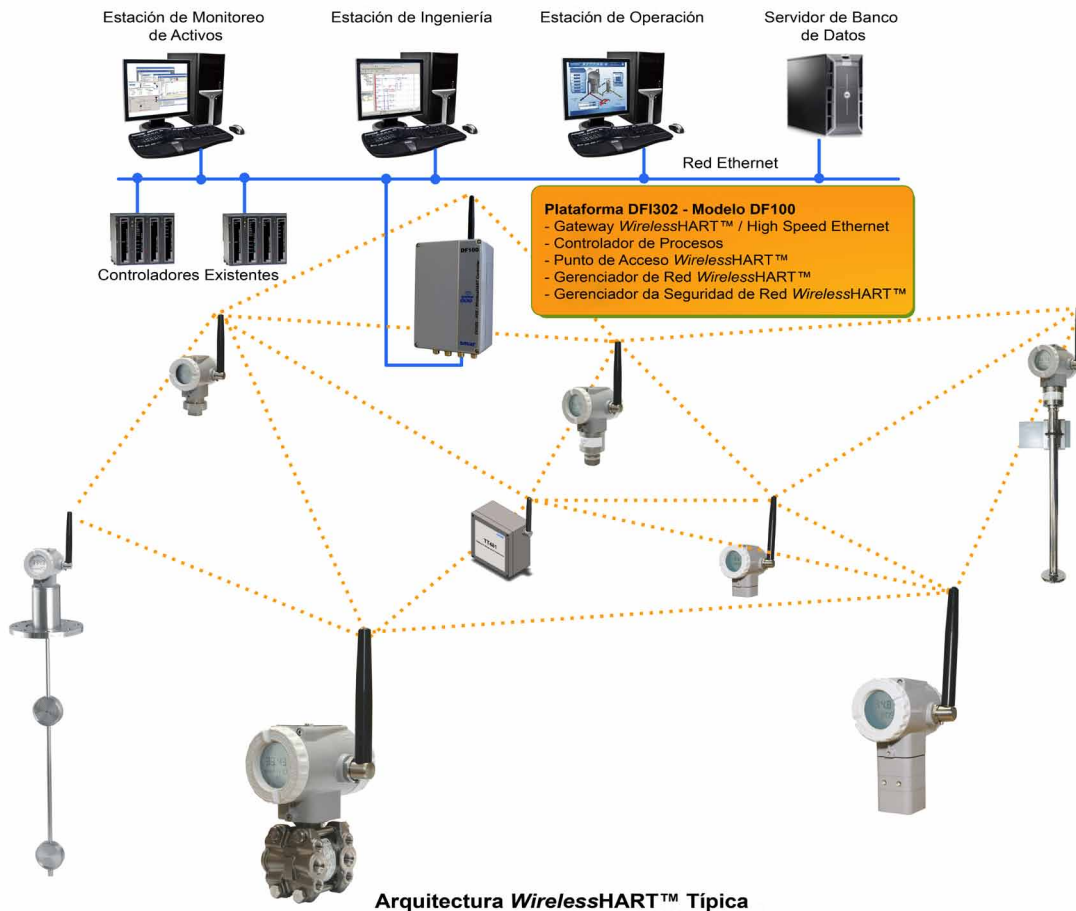 Estación de Monitoreo
de Activos
Estación de Ingeniería
Estación de Operación
Servidor de Banco
de Datos
Red Ethernet
Controladores Existentes
DF100
smar
Plataforma DFI302 - Modelo DF100
- Gateway WirelessHART™ / High Speed Ethernet
- Controlador de Procesos
- Punto de Acceso WirelessHART™
- Gerenciador de Red WirelessHART™
- Gerenciador da Seguridad de Red WirelessHART™
Arquitectura WirelessHART™ Típica